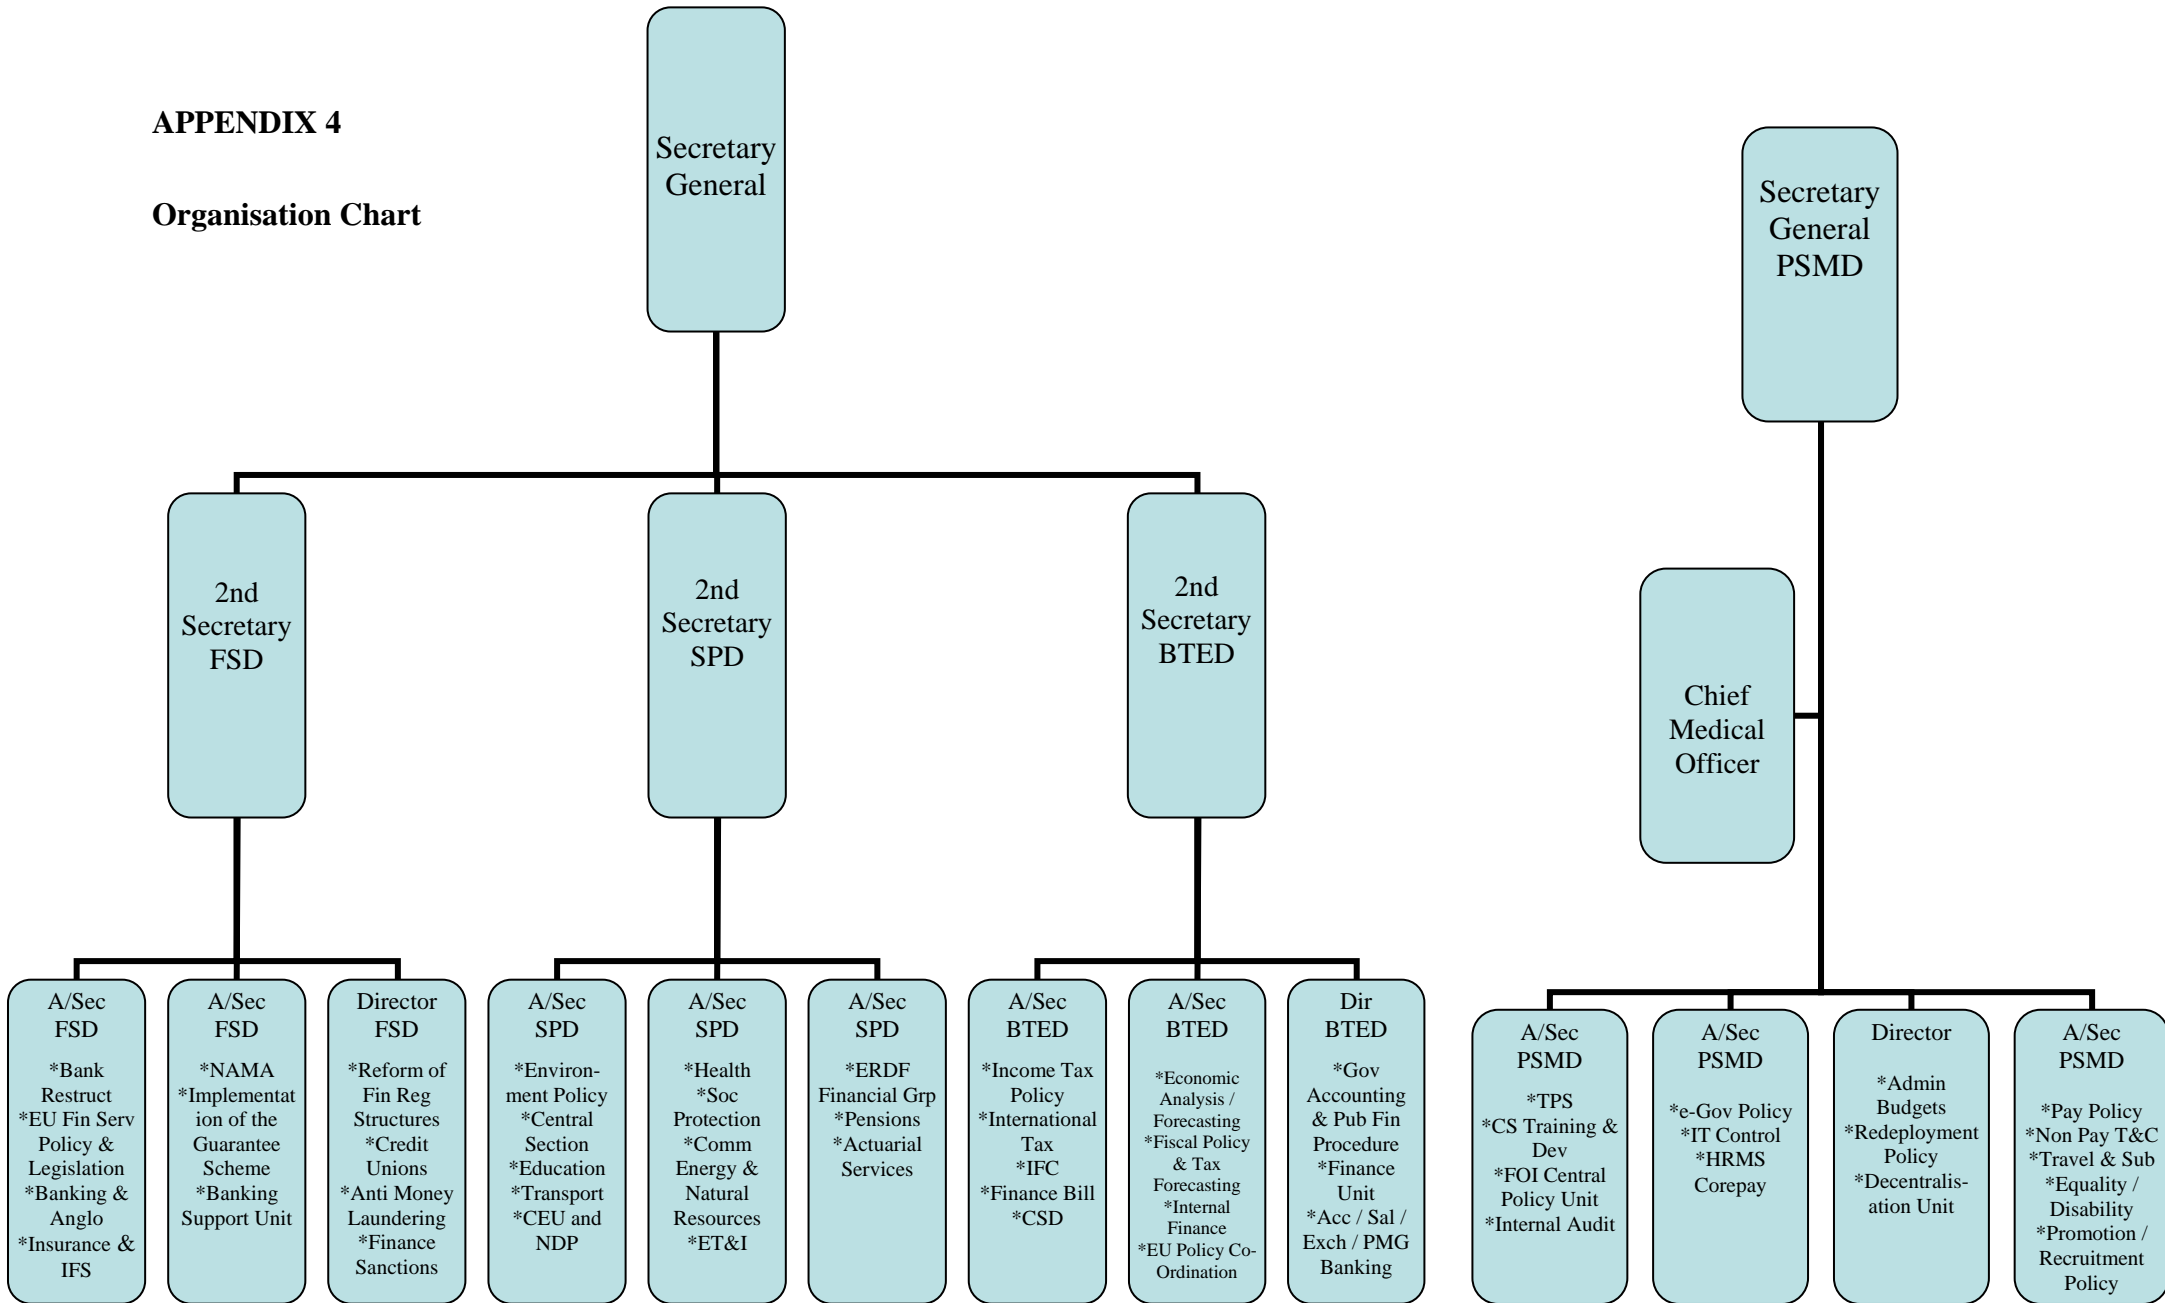 APPENDIX 4
Organisation Chart
Secretary
General
Secretary
General
PSMD
2nd
Secretary
FSD
2nd
Secretary
SPD
2nd
Secretary
BTED
Chief
Medical
Officer
A/Sec
FSD
*Bank
Restruct
*EU Fin Serv
Policy &
Legislation
*Banking &
Anglo
*Insurance &
IFS
A/Sec
FSD
*NAMA
*Implementat
ion of the
Guarantee
Scheme
*Banking
Support Unit
Director
FSD
*Reform of
Fin Reg
Structures
*Credit
Unions
*Anti Money
Laundering
*Finance
Sanctions
A/Sec
SPD
*Environ-
ment Policy
*Central
Section
*Education
*Transport
*CEU and
NDP
A/Sec
SPD
*Health
*Soc
Protection
*Comm
Energy &
Natural
Resources
*ET&I
A/Sec
SPD
*ERDF
Financial Grp
*Pensions
*Actuarial
Services
A/Sec
BTED
*Income Tax
Policy
*International
Tax
*IFC
*Finance Bill
*CSD
A/Sec
BTED
*Economic
Analysis /
Forecasting
*Fiscal Policy
& Tax
Forecasting
*Internal
Finance
*EU Policy Co-
Ordination
Dir
BTED
*Gov
Accounting
& Pub Fin
Procedure
*Finance
Unit
*Acc / Sal /
Exch / PMG
Banking
A/Sec
PSMD
*TPS
*CS Training &
Dev
*FOI Central
Policy Unit
*Internal Audit
A/Sec
PSMD
*e-Gov Policy
*IT Control
*HRMS
Corepay
Director
*Admin
Budgets
*Redeployment
Policy
*Decentralis-
ation Unit
A/Sec
PSMD
*Pay Policy
*Non Pay T&C
*Travel & Sub
*Equality /
Disability
*Promotion /
Recruitment
Policy